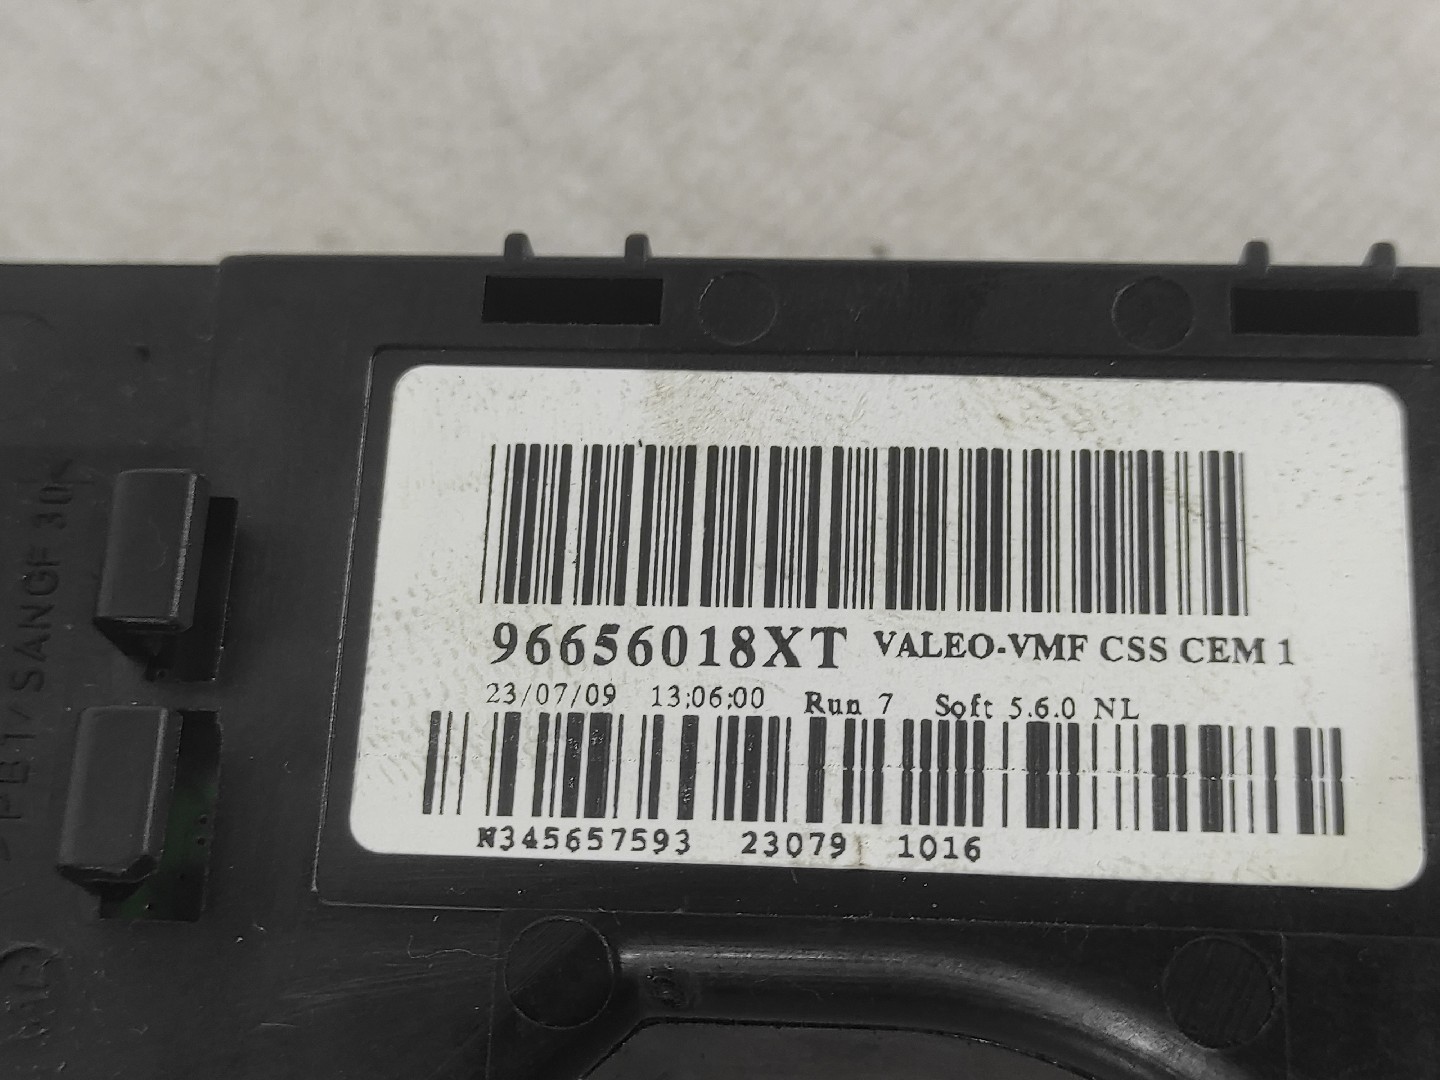 96656018XT VALEO-VMF CSS CEM 1
23/07/09 13:06:00 Run 7 Soft 5.6.0 NL
N345657593 23079 1016
SANGF 30